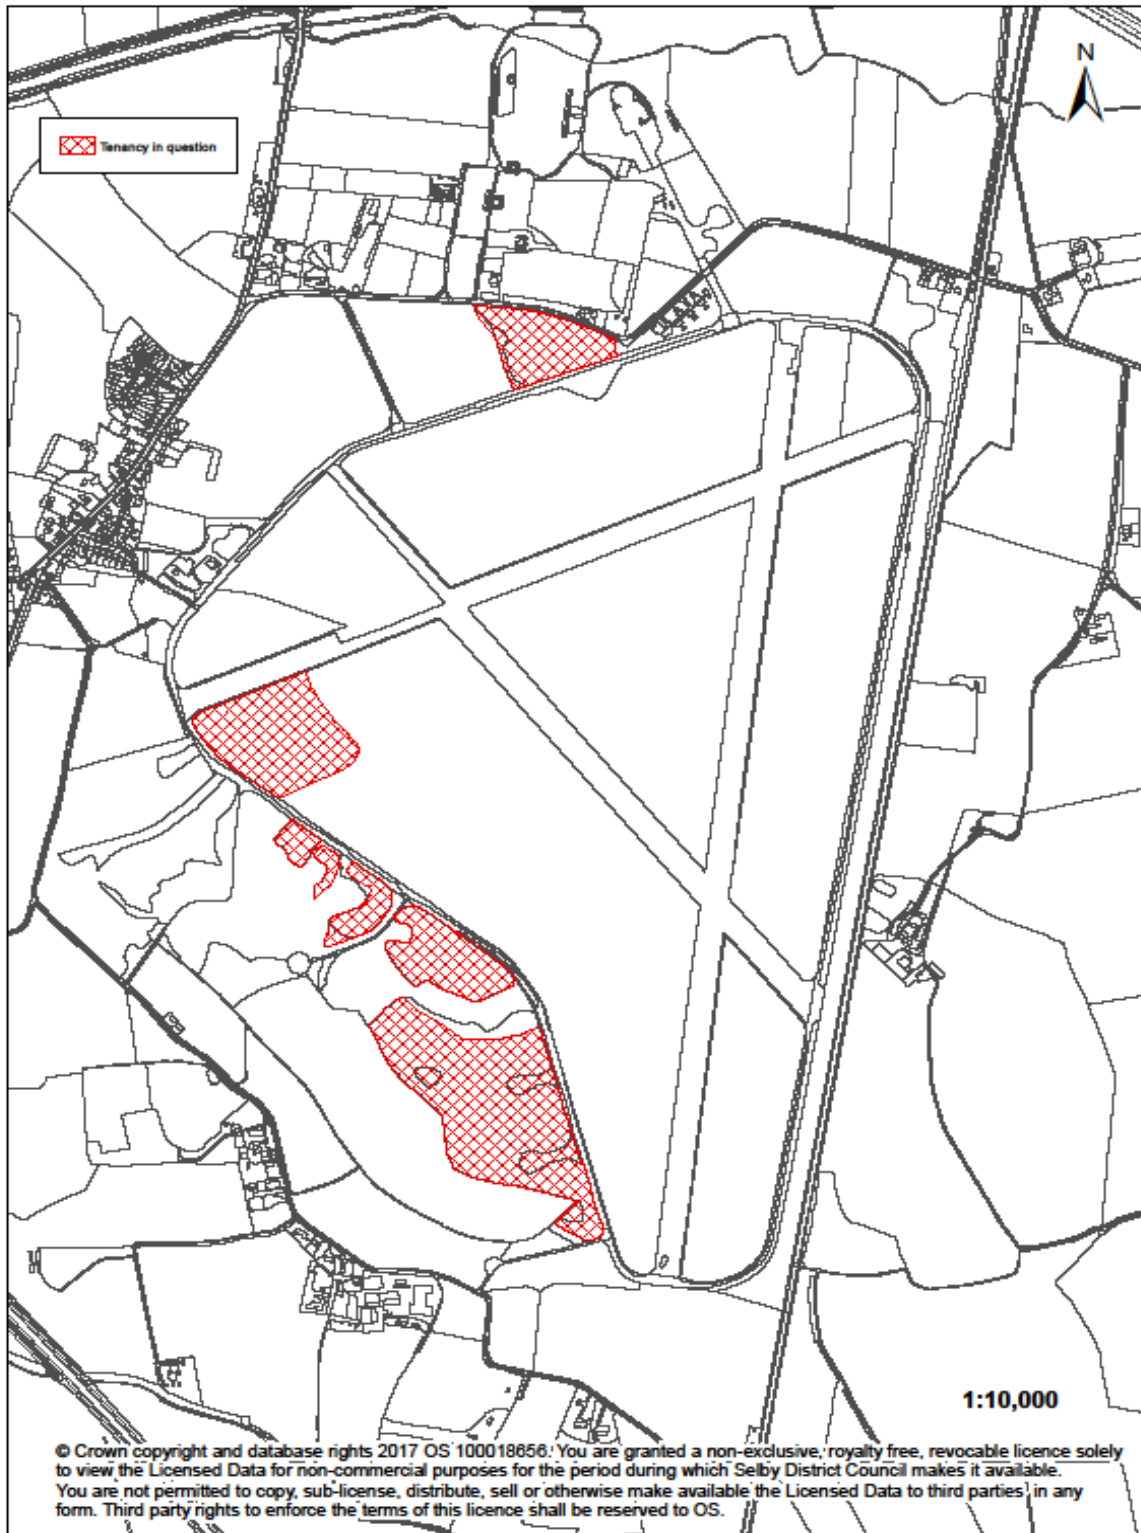 N
Tenancy in question
1:10,000
© Crown copyright and database rights 2017 OS 100018656. You are granted a non-exclusive, royalty free, revocable licence solely
to view the Licensed Data for non-commercial purposes for the period during which Selby District Council makes it available.
You are not permitted to copy, sub-license, distribute, sell or otherwise make available the Licensed Data to third parties in any
form. Third party rights to enforce the terms of this licence shall be reserved to OS.